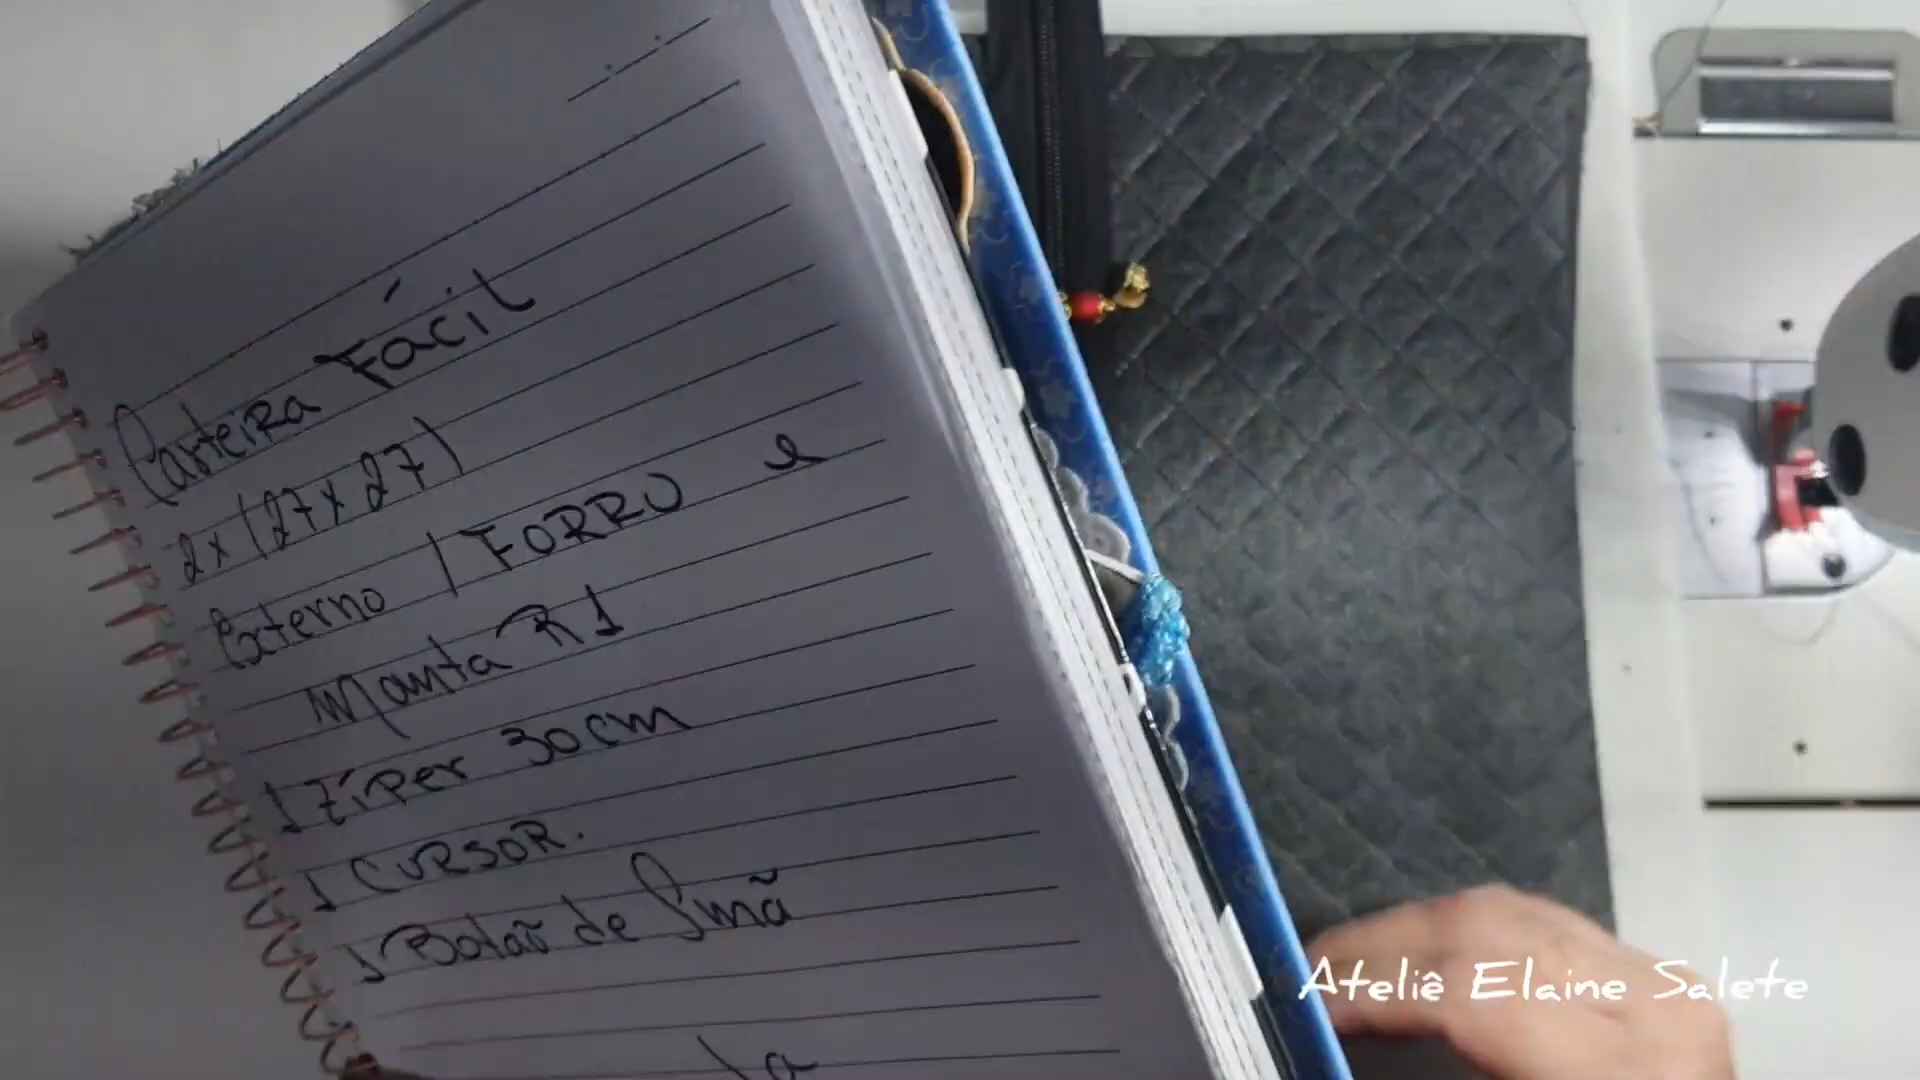 Carteira Fácil
2x (27x27)
Externo / FORRO e
Manta R1
1 Zíper 30cm
1 CURSOR.
1 Botão de Imã
Ateliê Elaine Salete